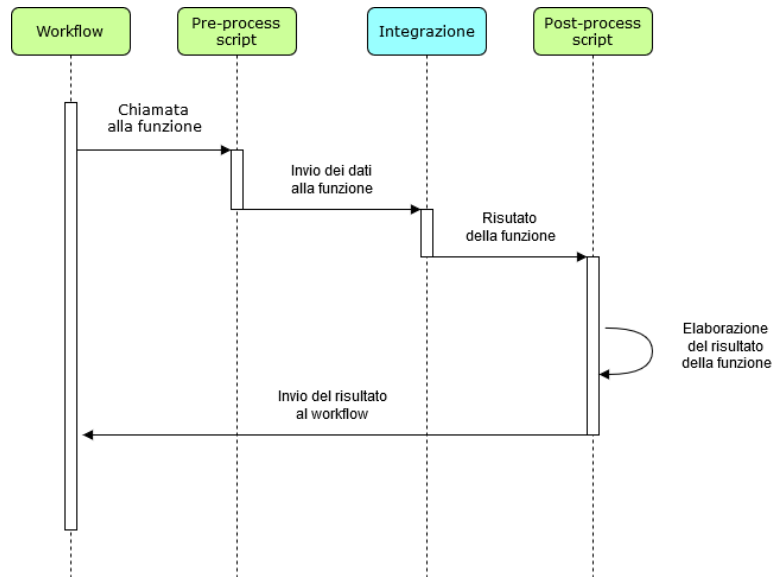 Workflow
Pre-process
script
Integrazione
Post-process
script
Chiamata
alla funzione
Invio dei dati
alla funzione
Risutato
della funzione
Elaborazione
del risultato
della funzione
Invio del risultato
al workflow